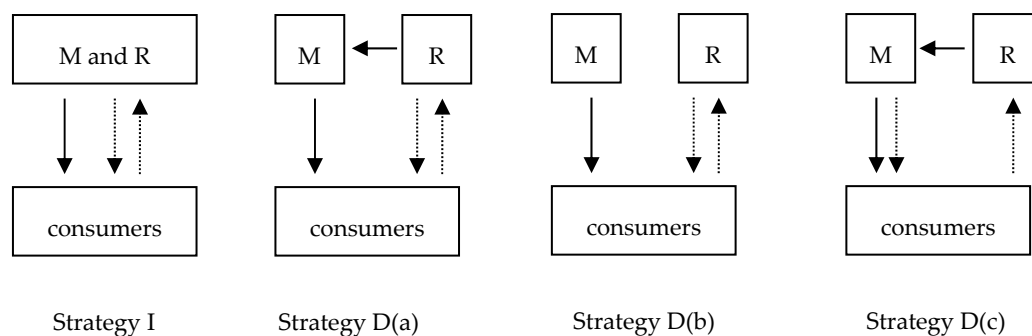 M and R
M
R
M
R
M
R
consumers
consumers
consumers
consumers
Strategy I
Strategy D(a)
Strategy D(b)
Strategy D(c)